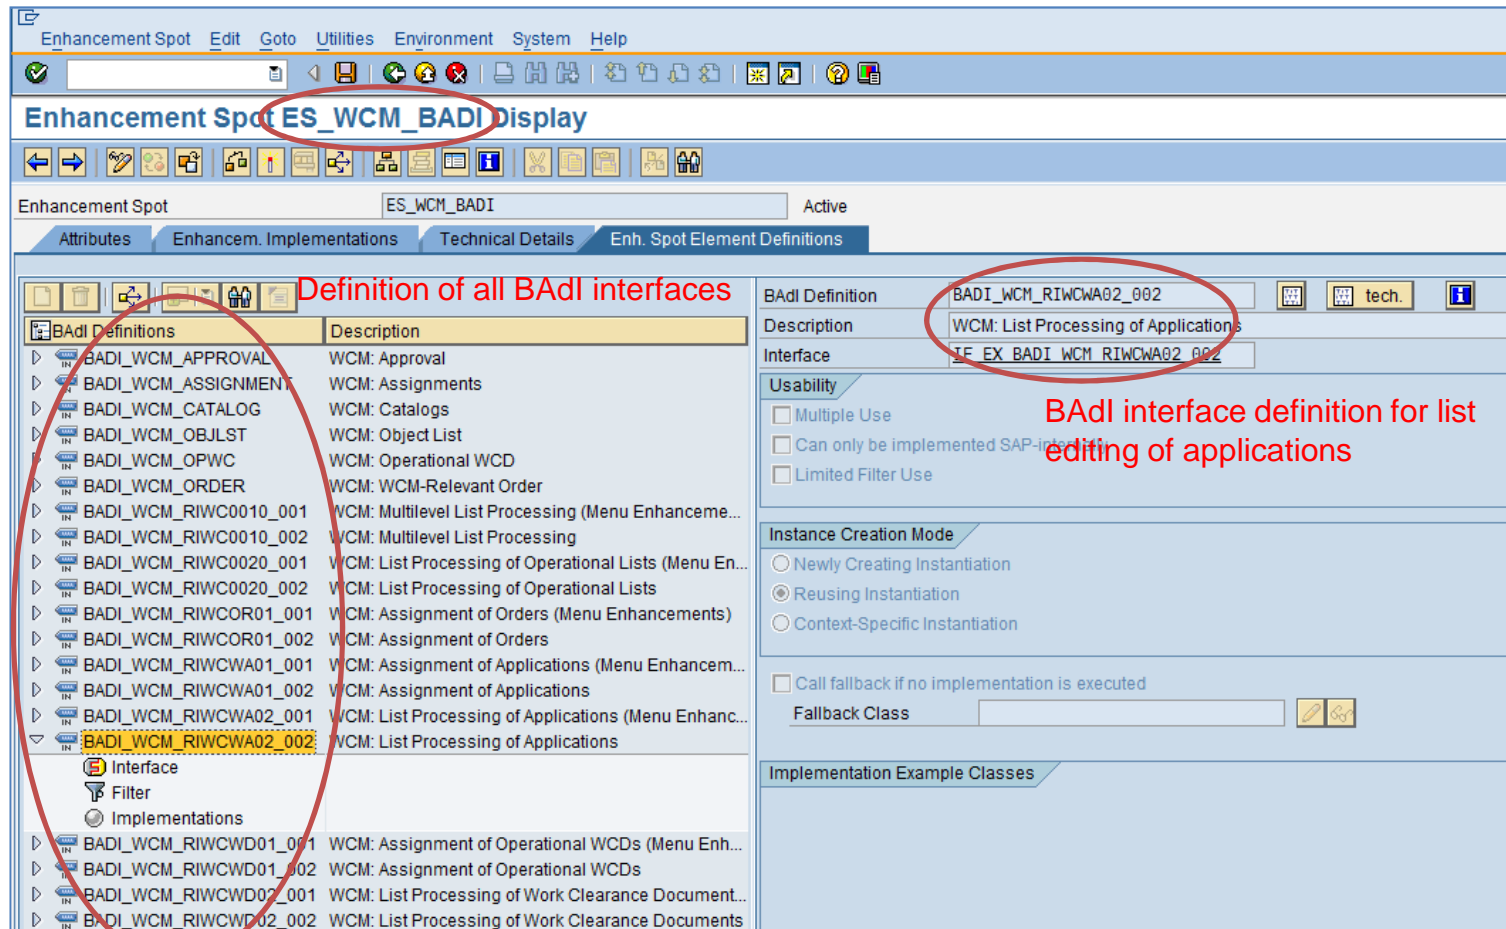 Enhancement Spot Edit Goto Utilities Environment System Help
Enhancement Spot ES_WCM_BADI Display
Enhancement Spot ES_WCM_BADI Active
Attributes Enhancem. Implementations Technical Details Enh. Spot Element Definitions
Definition of all BAdI interfaces
BAdI Definitions Description
BADI_WCM_APPROVAL WCM: Approval
BADI_WCM_ASSIGNMENT WCM: Assignments
BADI_WCM_CATALOG WCM: Catalogs
BADI_WCM_OBJLST WCM: Object List
BADI_WCM_OPWC WCM: Operational WCD
BADI_WCM_ORDER WCM: WCM-Relevant Order
BADI_WCM_RIWC0010_001 WCM: Multilevel List Processing (Menu Enhanceme...
BADI_WCM_RIWC0010_002 WCM: Multilevel List Processing
BADI_WCM_RIWC0020_001 WCM: List Processing of Operational Lists (Menu En...
BADI_WCM_RIWC0020_002 WCM: List Processing of Operational Lists
BADI_WCM_RIWCOR01_001 WCM: Assignment of Orders (Menu Enhancements)
BADI_WCM_RIWCOR01_002 WCM: Assignment of Orders
BADI_WCM_RIWCWA01_001 WCM: Assignment of Applications (Menu Enhancem...
BADI_WCM_RIWCWA01_002 WCM: Assignment of Applications
BADI_WCM_RIWCWA02_001 WCM: List Processing of Applications (Menu Enhanc...
BADI_WCM_RIWCWA02_002 WCM: List Processing of Applications
Interface
Filter
Implementations
BADI_WCM_RIWCWD01_001 WCM: Assignment of Operational WCDs (Menu Enh...
BADI_WCM_RIWCWD01_002 WCM: Assignment of Operational WCDs
BADI_WCM_RIWCWD02_001 WCM: List Processing of Work Clearance Document...
BADI_WCM_RIWCWD02_002 WCM: List Processing of Work Clearance Documents
BAdI Definition BADI_WCM_RIWCWA02_002 tech.
Description WCM: List Processing of Applications
Interface IF_EX_BADI_WCM_RIWCWA02_002
Usability
Multiple Use
Can only be implemented SAP-internally
Limited Filter Use
BAdI interface definition for list
editing of applications
Instance Creation Mode
Newly Creating Instantiation
Reusing Instantiation
Context-Specific Instantiation
Call fallback if no implementation is executed
Fallback Class
Implementation Example Classes